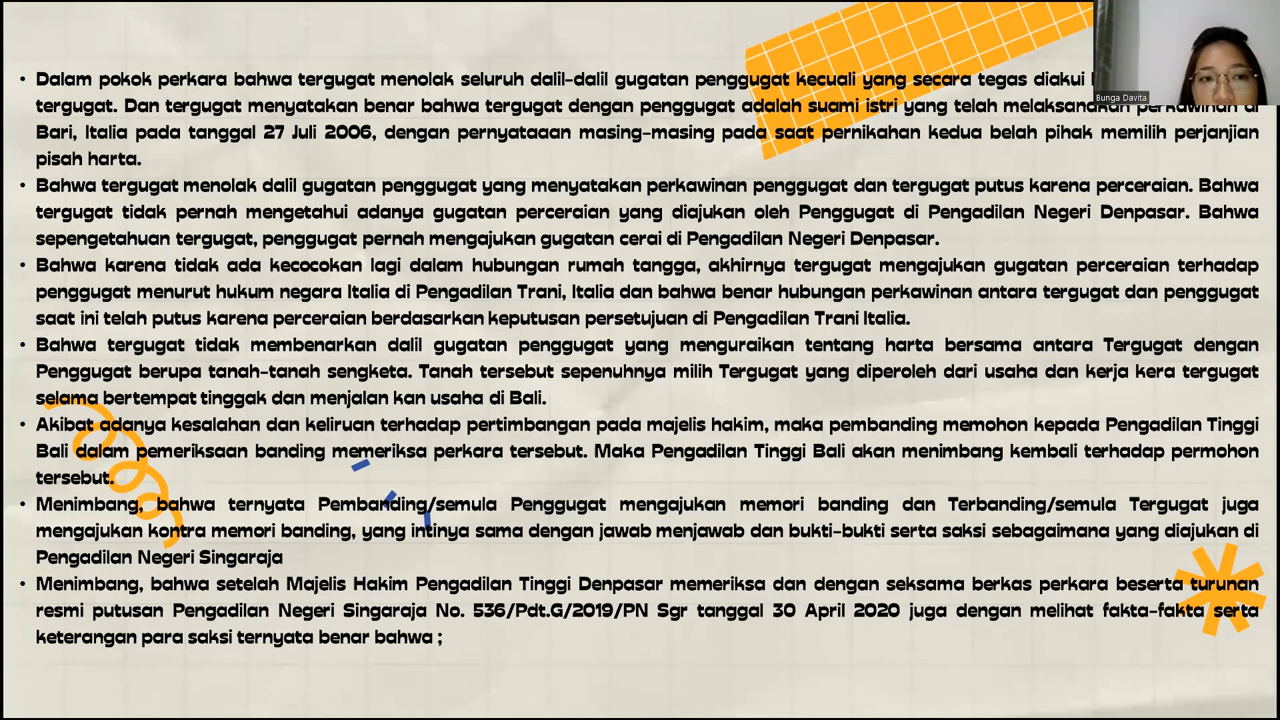 • Dalam pokok perkara bahwa tergugat menolak seluruh dalil-dalil gugatan penggugat kecuali yang secara tegas diakui
tergugat. Dan tergugat menyatakan benar bahwa tergugat dengan penggugat adalah suami istri yang telah melaksanakan perkawinan di
Bari, Italia pada tanggal 27 Juli 2006, dengan pernyataaan masing-masing pada saat pernikahan kedua belah pihak memilih perjanjian
pisah harta.
• Bahwa tergugat menolak dalil gugatan penggugat yang menyatakan perkawinan penggugat dan tergugat putus karena perceraian. Bahwa
tergugat tidak pernah mengetahui adanya gugatan perceraian yang diajukan oleh Penggugat di Pengadilan Negeri Denpasar. Bahwa
sepengetahuan tergugat, penggugat pernah mengajukan gugatan cerai di Pengadilan Negeri Denpasar.
• Bahwa karena tidak ada kecocokan lagi dalam hubungan rumah tangga, akhirnya tergugat mengajukan gugatan perceraian terhadap
penggugat menurut hukum negara Italia di Pengadilan Trani, Italia dan bahwa benar hubungan perkawinan antara tergugat dan penggugat
saat ini telah putus karena perceraian berdasarkan keputusan persetujuan di Pengadilan Trani Italia.
• Bahwa tergugat tidak membenarkan dalil gugatan penggugat yang menguraikan tentang harta bersama antara Tergugat dengan
Penggugat berupa tanah-tanah sengketa. Tanah tersebut sepenuhnya milih Tergugat yang diperoleh dari usaha dan kerja kera tergugat
selama bertempat tinggak dan menjalan kan usaha di Bali.
• Akibat adanya kesalahan dan keliruan terhadap pertimbangan pada majelis hakim, maka pembanding memohon kepada Pengadilan Tinggi
Bali dalam pemeriksaan banding memeriksa perkara tersebut. Maka Pengadilan Tinggi Bali akan menimbang kembali terhadap permohon
tersebut.
• Menimbang, bahwa ternyata Pembanding/semula Penggugat mengajukan memori banding dan Terbanding/semula Tergugat juga
mengajukan kontra memori banding, yang intinya sama dengan jawab menjawab dan bukti-bukti serta saksi sebagaimana yang diajukan di
Pengadilan Negeri Singaraja
• Menimbang, bahwa setelah Majelis Hakim Pengadilan Tinggi Denpasar memeriksa dan dengan seksama berkas perkara beserta turunan
resmi putusan Pengadilan Negeri Singaraja No. 536/Pdt.G/2019/PN Sgr tanggal 30 April 2020 juga dengan melihat fakta-fakta serta
keterangan para saksi ternyata benar bahwa ;
Bunga Davita